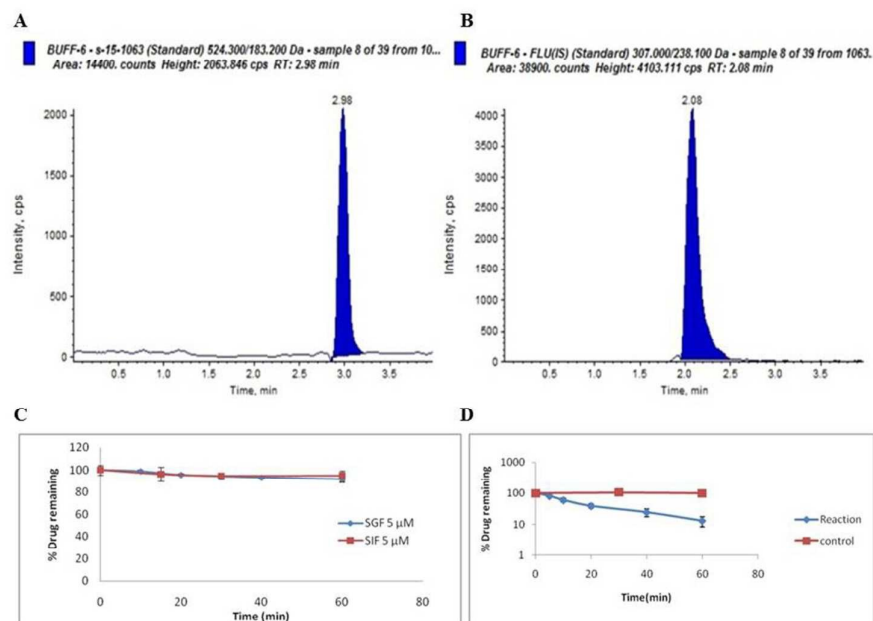 A
BUFF-6 - s-15-1063 (Standard) 524.300/183.200 Da - sample 8 of 39 from 10...
Area: 14400. counts Height: 2063.846 cps RT: 2.98 min
2.98
2000
1500
1000
500
0
Intensity, cps
0.5 1.0 1.5 2.0 2.5 3.0 3.5
Time, min
B
BUFF-6 - FLU(IS) (Standard) 307.000/238.100 Da - sample 8 of 39 from 1063...
Area: 38900. counts Height: 4103.111 cps RT: 2.08 min
2.08
4000
3500
3000
2500
2000
1500
1000
500
0
Intensity, cps
0.5 1.0 1.5 2.0 2.5 3.0 3.5
Time, min
C
120
100
80
60
40
20
0
% Drug remaining
SGF 5 µM
SIF 5 µM
0 20 40 60 80
Time (min)
D
1000
100
10
1
% Drug remaining
Reaction
control
0 20 40 60 80
Time(min)